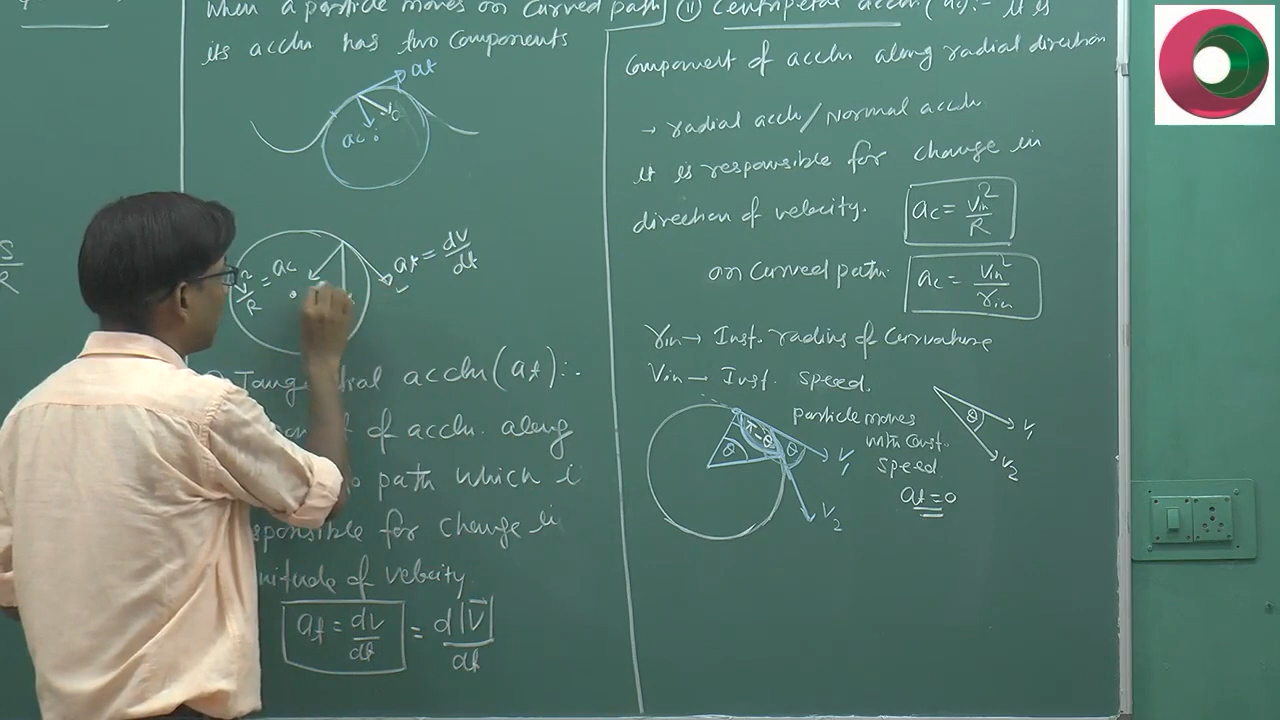 S
R
When a particle moves on curved path
its accln has two components
at
ac
at = dv/dt
v²/R = ac
Tangential accln (at):-
of accln. along
path which i
sponsible for change in
nitude of velocity
at = dv/dt = d|V⃗|/dt
(ii) Centripetal accln. (ac):- it is
Component of accln along radial direction
→ radial accln/Normal accln.
it is responsible for change in
direction of velocity.
ac = Vin²/R
on curved path.
ac = Vin²/rin
rin → Inst. radius of curvature
Vin → Inst. speed.
particle moves
with const.
speed.
at = 0
θ
π-θ
θ
V1
V2
θ
V1
V2